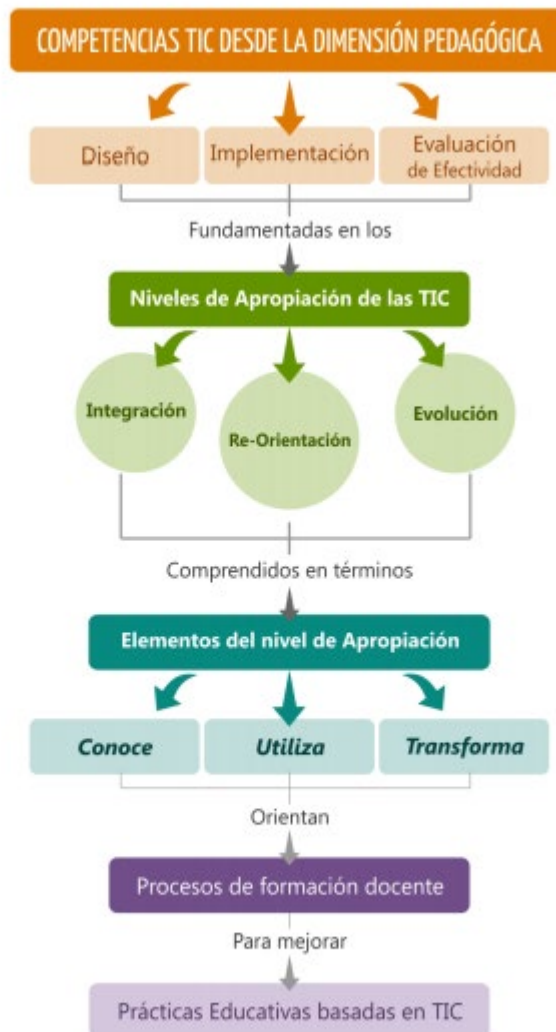 COMPETENCIAS TIC DESDE LA DIMENSIÓN PEDAGÓGICA
Diseño
Implementación
Evaluación
de Efectividad
Fundamentadas en los
Niveles de Apropiación de las TIC
Integración
Re-Orientación
Evolución
Comprendidos en términos
Elementos del nivel de Apropiación
Conoce
Utiliza
Transforma
Orientan
Procesos de formación docente
Para mejorar
Prácticas Educativas basadas en TIC